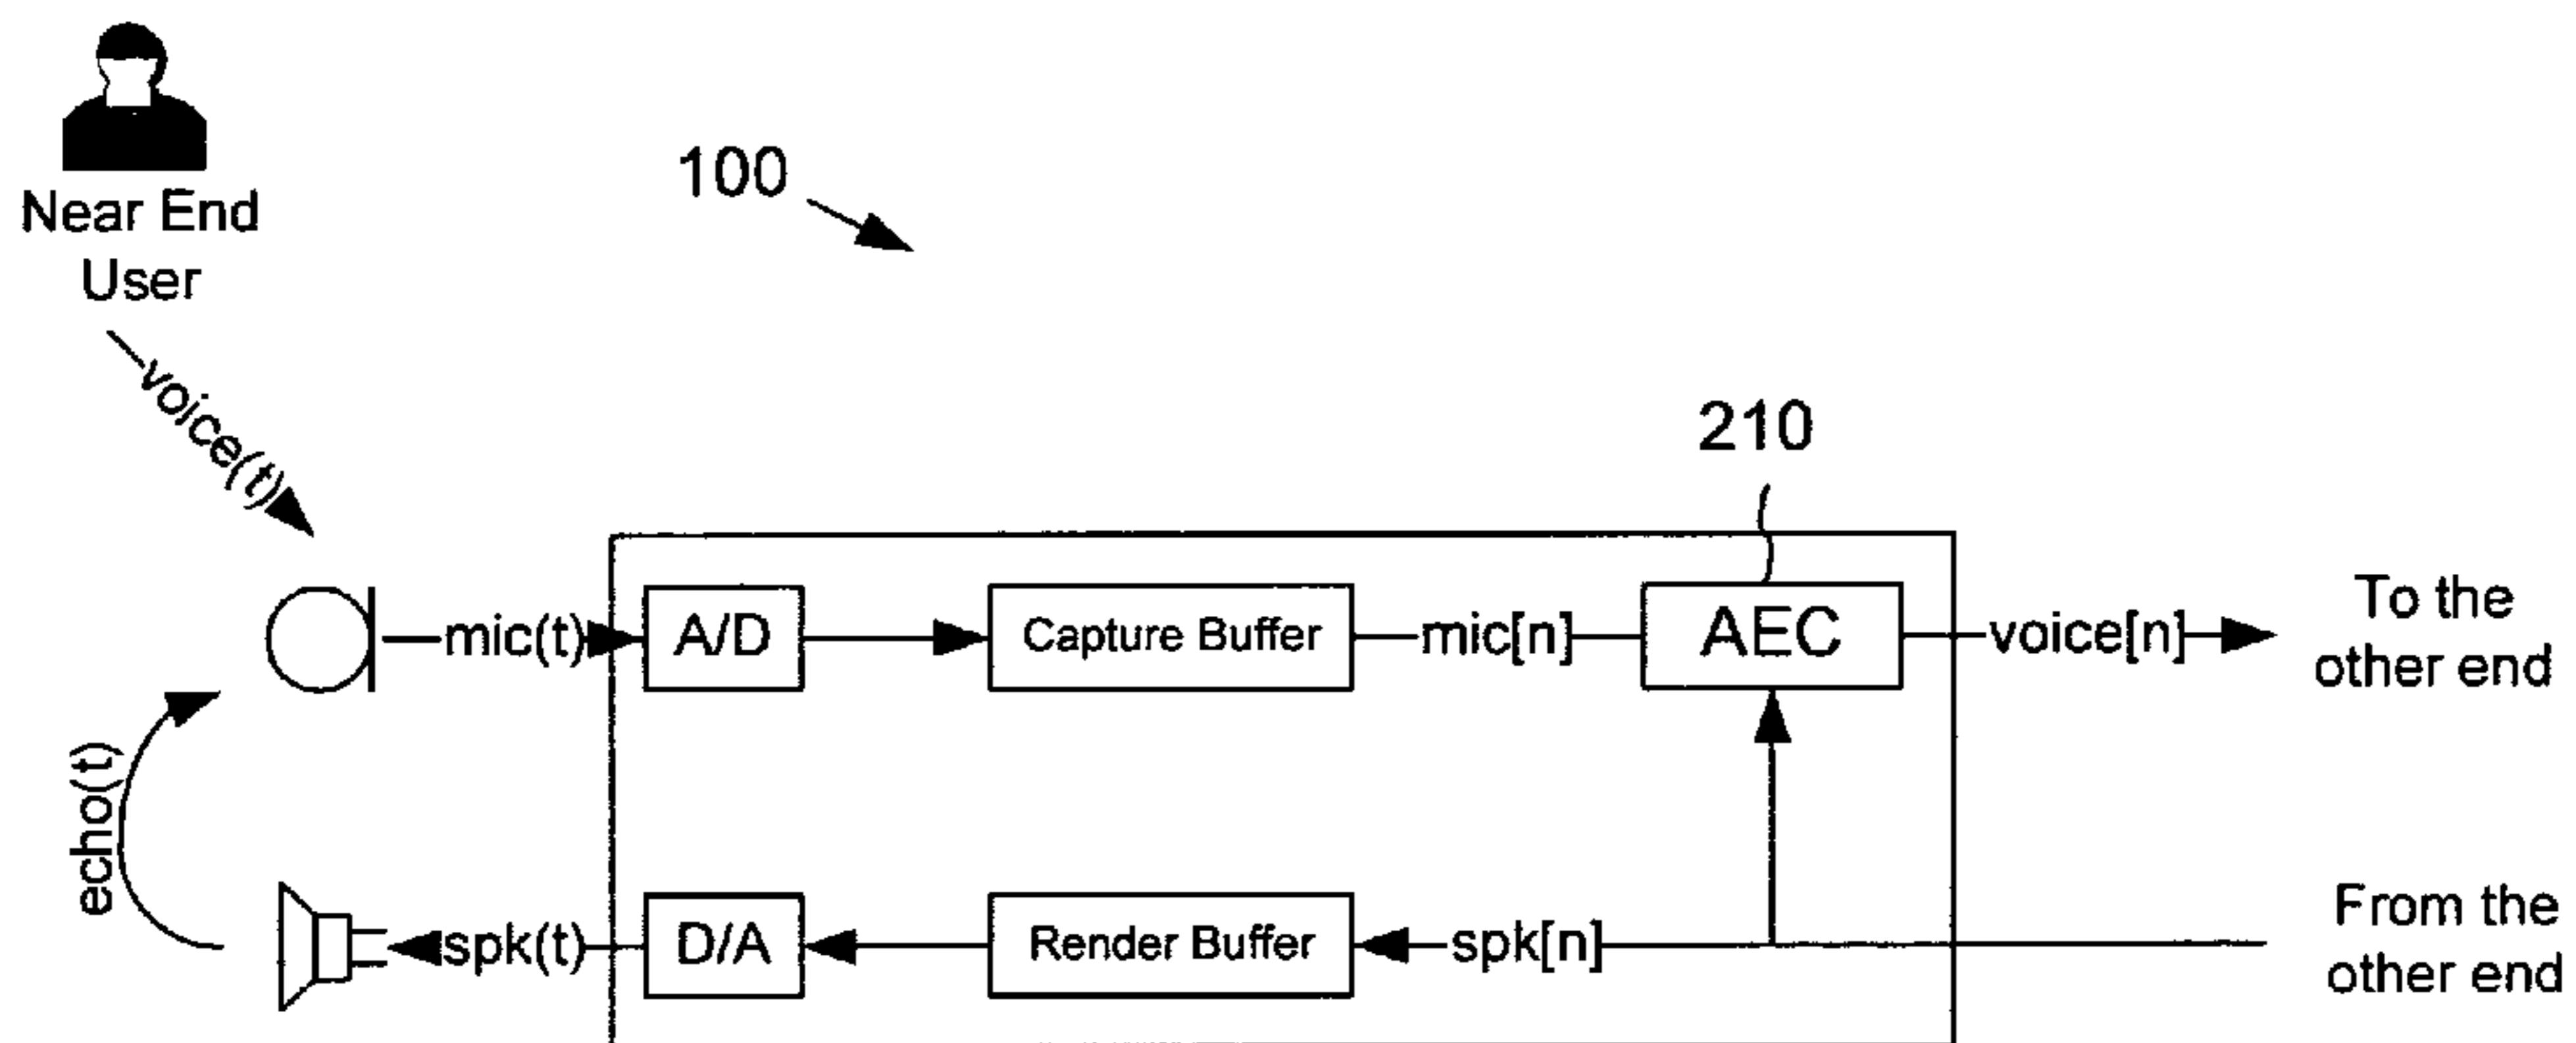 Near End
User
100
voice(t)
210
mic(t)
A/D
Capture Buffer
mic[n]
AEC
voice[n]
To the
other end
echo(t)
spk(t)
D/A
Render Buffer
spk[n]
From the
other end